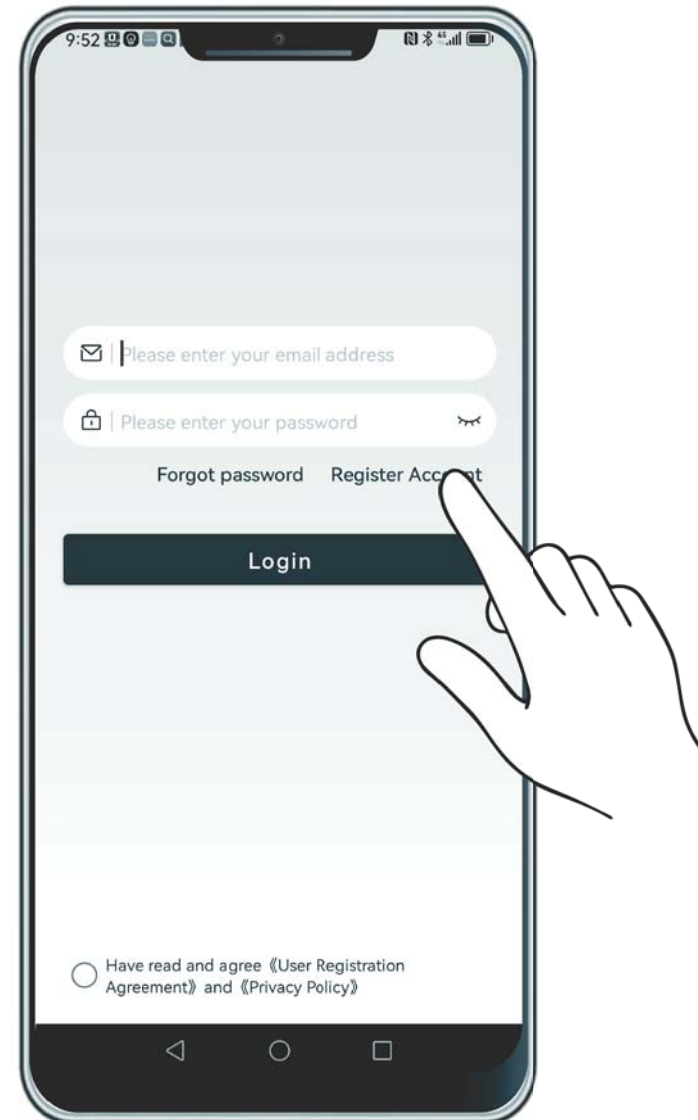 9:52
4G
Please enter your email address
Please enter your password
Forgot password Register
Login
Have read and agree 《User Registration
Agreement》 and 《Privacy Policy》